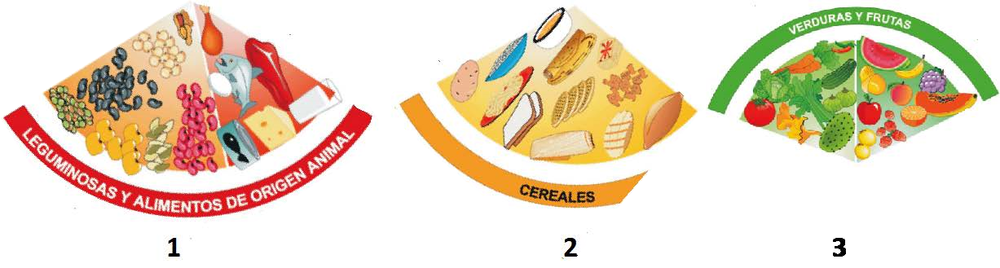 LEGUMINOSAS Y ALIMENTOS DE ORIGEN ANIMAL
CEREALES
VERDURAS Y FRUTAS
1
2
3